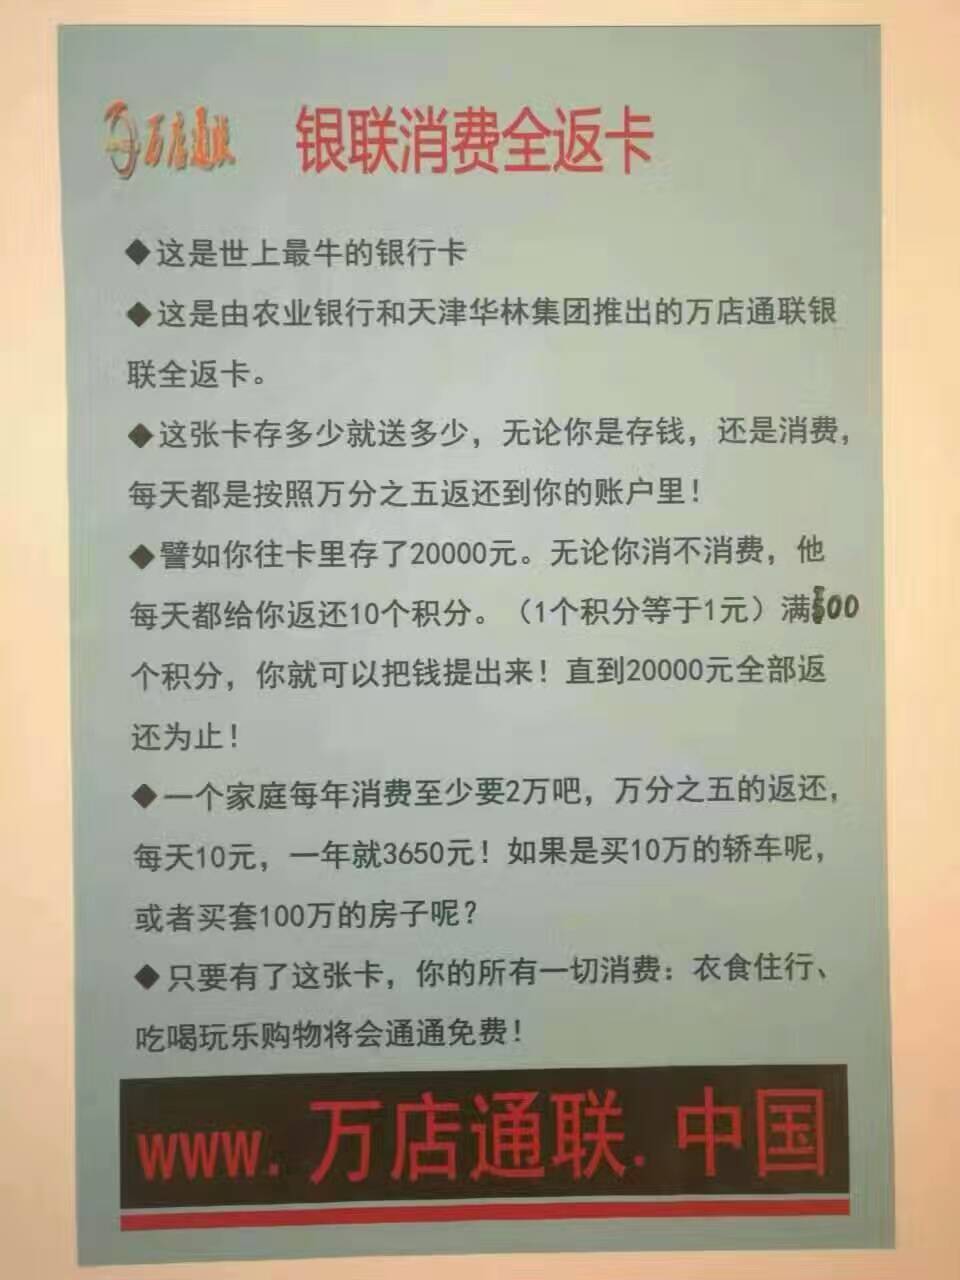 万店通联 银联消费全返卡
◆这是世上最牛的银行卡
◆这是由农业银行和天津华林集团推出的万店通联银
联全返卡。
◆这张卡存多少就送多少，无论你是存钱，还是消费，
每天都是按照万分之五返还到你的账户里！
◆譬如你往卡里存了20000元。无论你消不消费，他
每天都给你返还10个积分。（1个积分等于1元）满500
个积分，你就可以把钱提出来！直到20000元全部返
还为止！
◆一个家庭每年消费至少要2万吧，万分之五的返还，
每天10元，一年就3650元！如果是买10万的轿车呢，
或者买套100万的房子呢？
◆只要有了这张卡，你的所有一切消费：衣食住行、
吃喝玩乐购物将会通通免费！
www.万店通联.中国